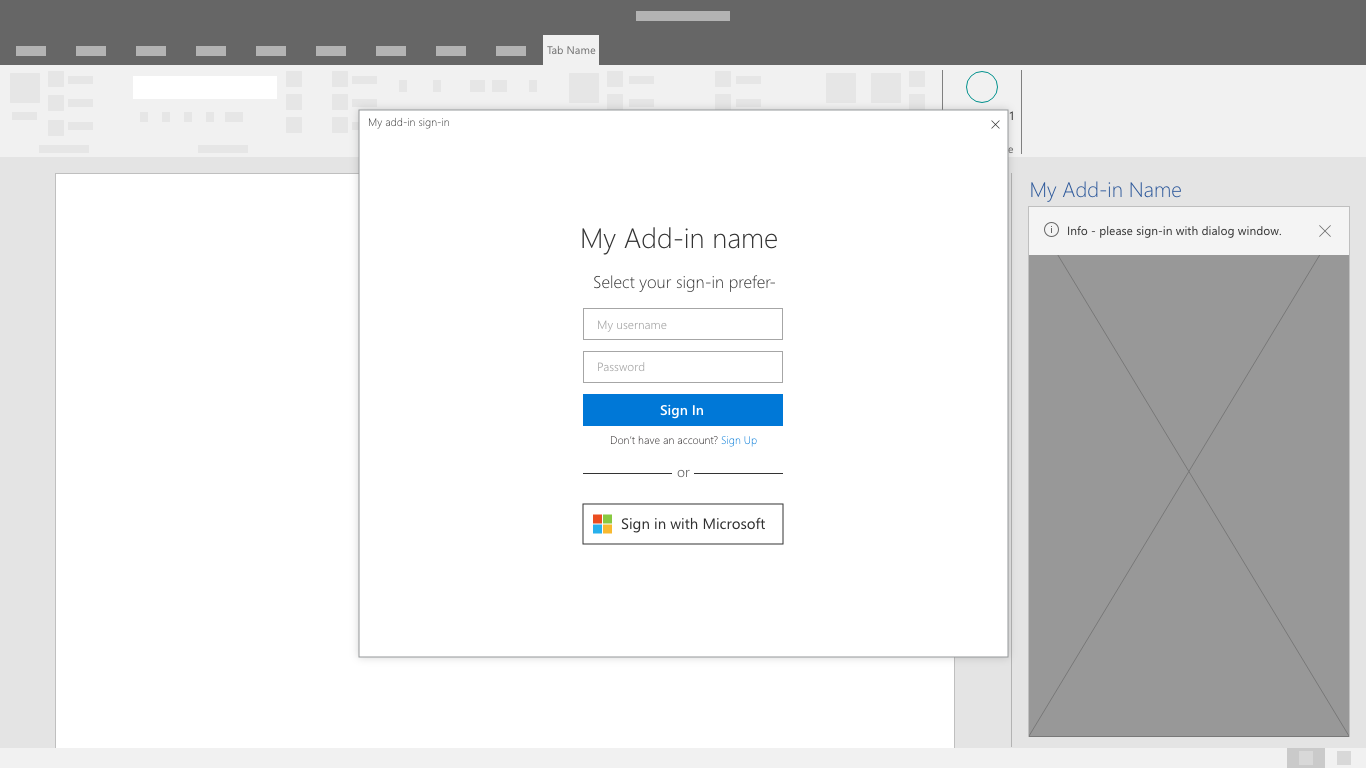 Tab Name
1
e
My add-in sign-in
My Add-in name
Select your sign-in prefer-
My username
Password
Sign In
Don't have an account? Sign Up
or
Sign in with Microsoft
My Add-in Name
Info - please sign-in with dialog window.